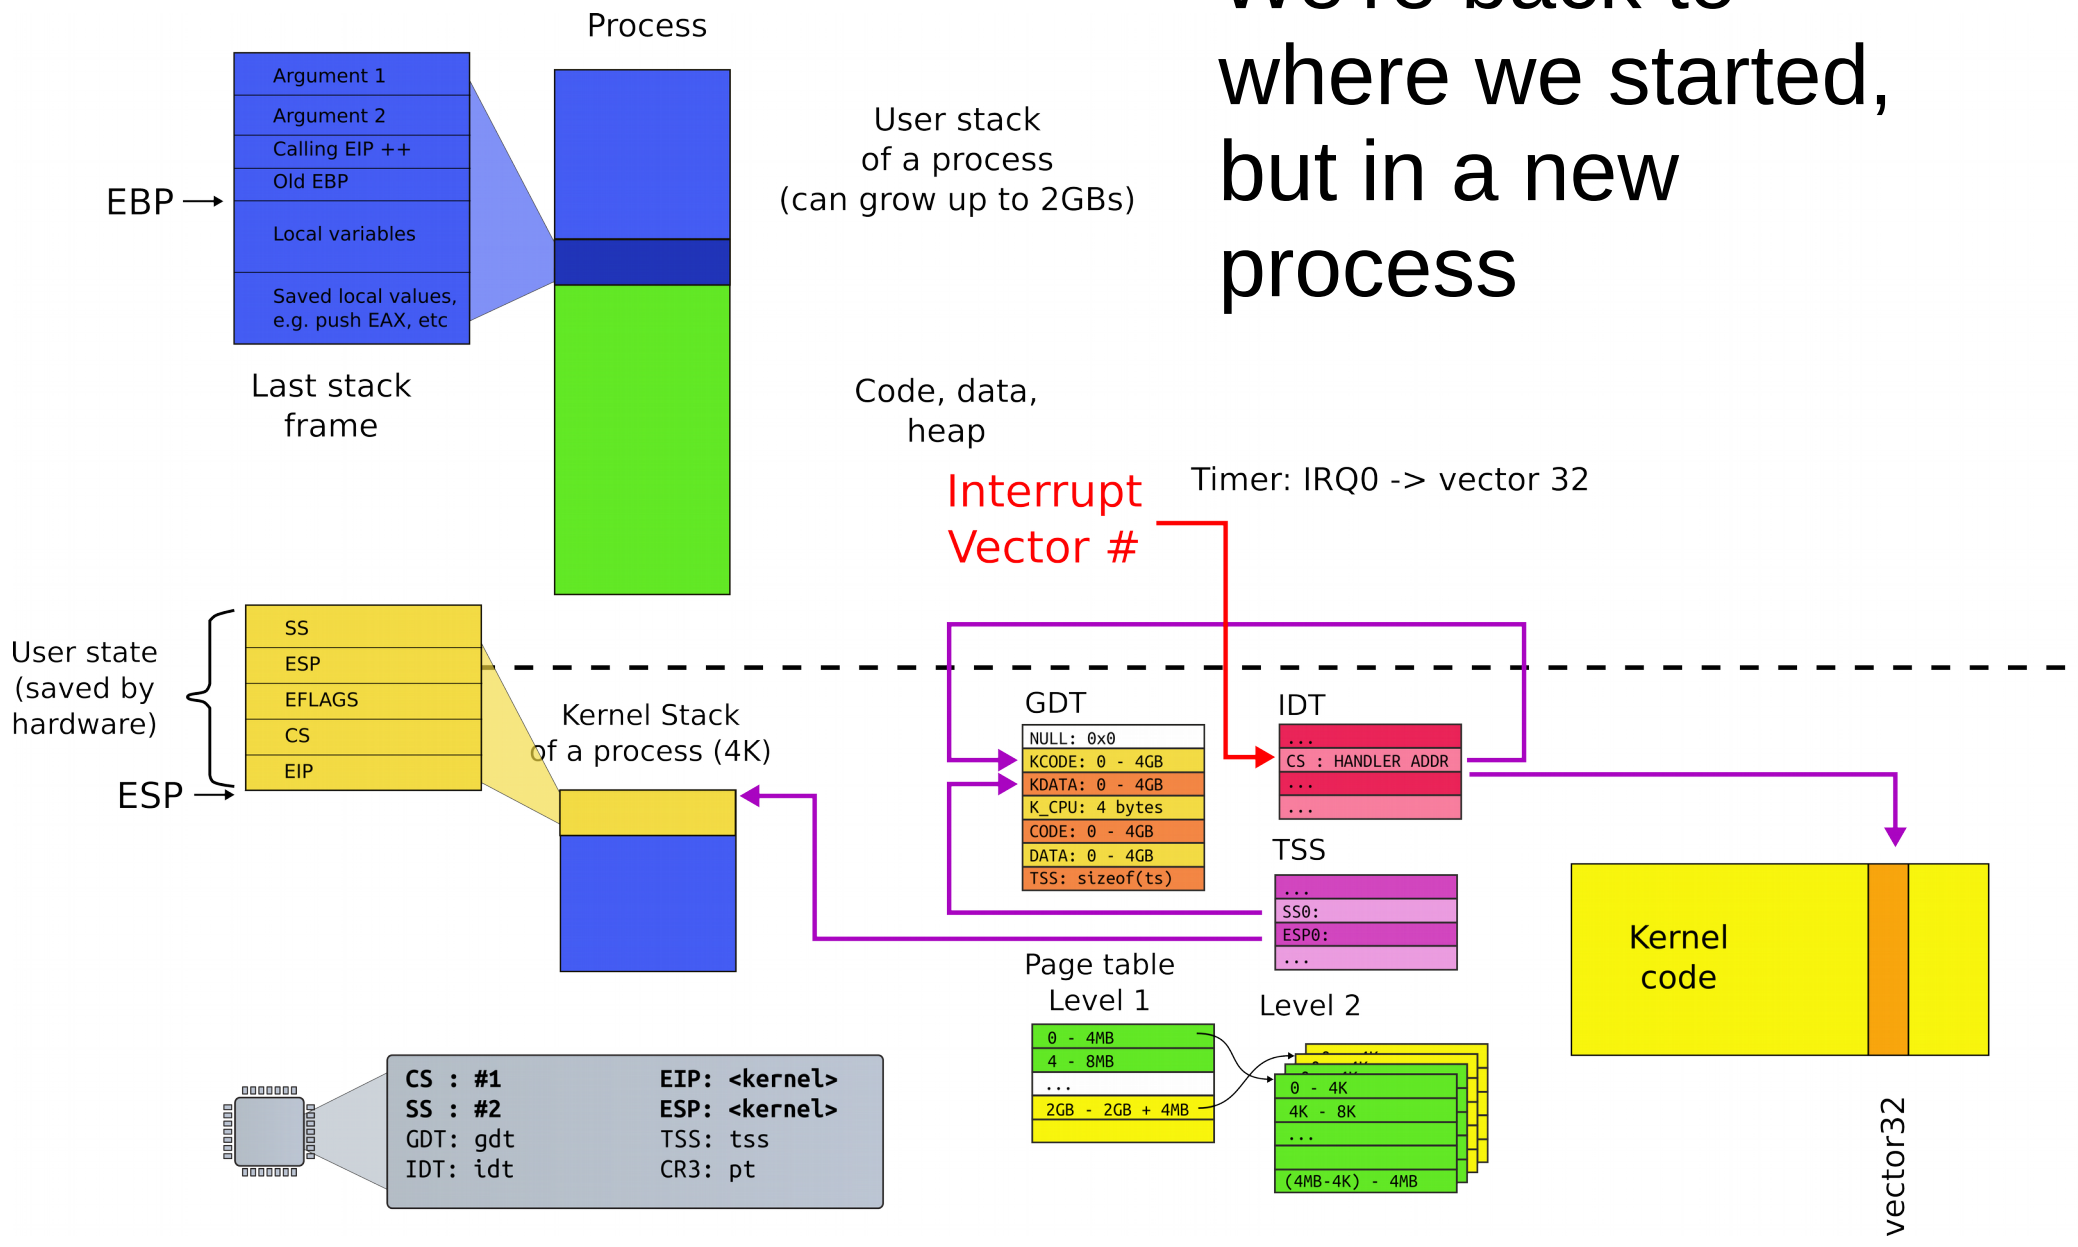 We're back to
where we started,
but in a new
process
Process
Argument 1
Argument 2
Calling EIP ++
Old EBP
Local variables
Saved local values,
e.g. push EAX, etc
EBP
Last stack
frame
User stack
of a process
(can grow up to 2GBs)
Code, data,
heap
Interrupt
Vector #
Timer: IRQ0 -> vector 32
User state
(saved by
hardware)
SS
ESP
EFLAGS
CS
EIP
ESP
Kernel Stack
of a process (4K)
GDT
NULL: 0x0
KCODE: 0 - 4GB
KDATA: 0 - 4GB
K_CPU: 4 bytes
CODE: 0 - 4GB
DATA: 0 - 4GB
TSS: sizeof(ts)
IDT
...
CS : HANDLER ADDR
...
...
TSS
...
SS0:
ESP0:
...
Kernel
code
vector32
Page table
Level 1
0 - 4MB
4 - 8MB
...
2GB - 2GB + 4MB
Level 2
0 - 4K
4K - 8K
...
(4MB-4K) - 4MB
CS : #1
EIP: <kernel>
SS : #2
ESP: <kernel>
GDT: gdt
TSS: tss
IDT: idt
CR3: pt